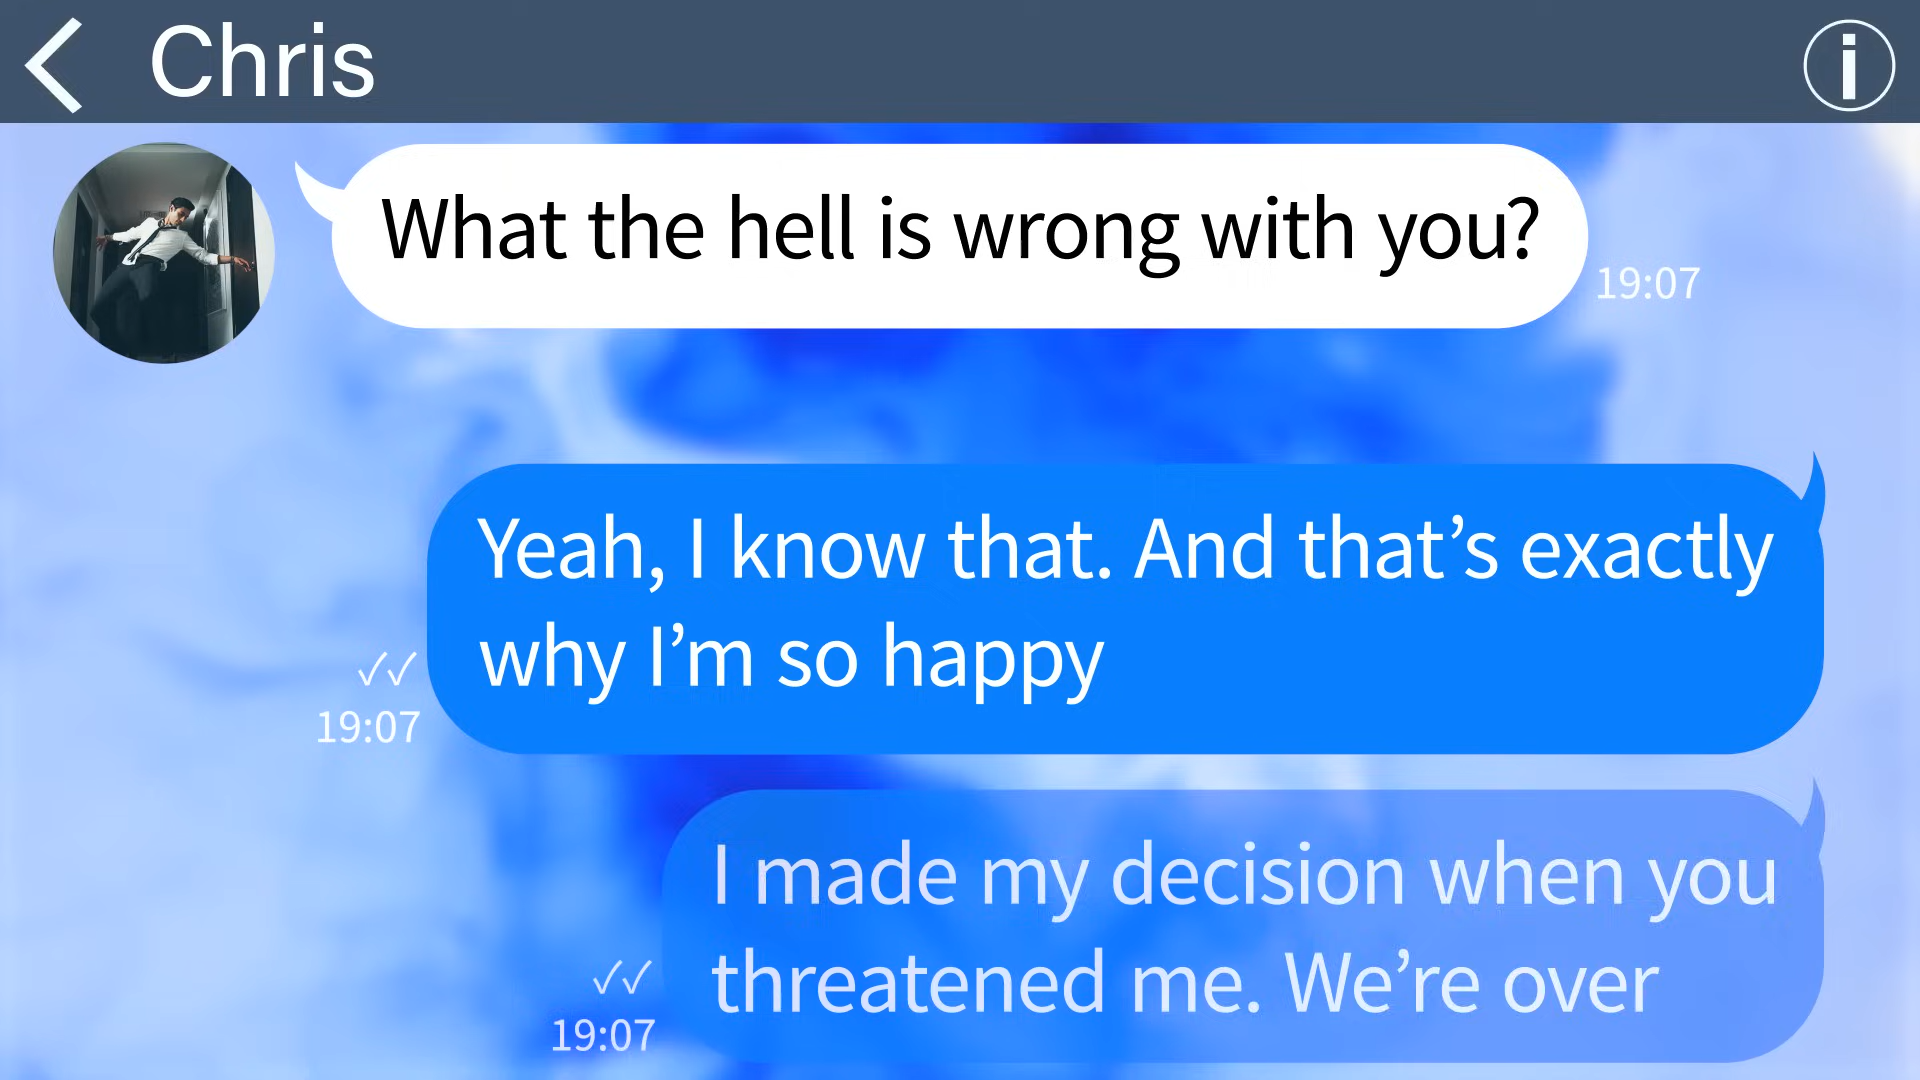 Chris
What the hell is wrong with you?
19:07
Yeah, I know that. And that’s exactly
why I’m so happy
19:07
I made my decision when you
threatened me. We’re over
19:07